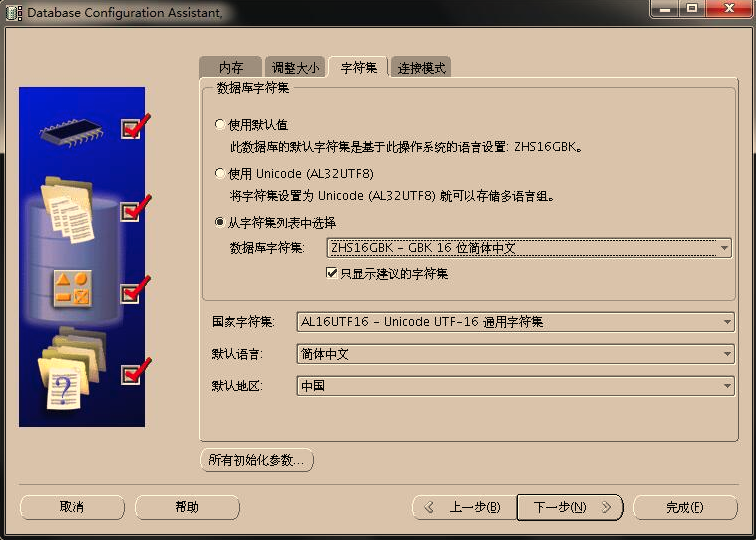 Database Configuration Assistant,
内存 调整大小 字符集 连接模式
数据库字符集
使用默认值
此数据库的默认字符集是基于此操作系统的语言设置: ZHS16GBK。
使用 Unicode (AL32UTF8)
将字符集设置为 Unicode (AL32UTF8) 就可以存储多语言组。
从字符集列表中选择
数据库字符集: ZHS16GBK - GBK 16 位简体中文
只显示建议的字符集
国家字符集: AL16UTF16 - Unicode UTF-16 通用字符集
默认语言: 简体中文
默认地区: 中国
所有初始化参数...
取消 帮助 上一步(B) 下一步(N) 完成(F)